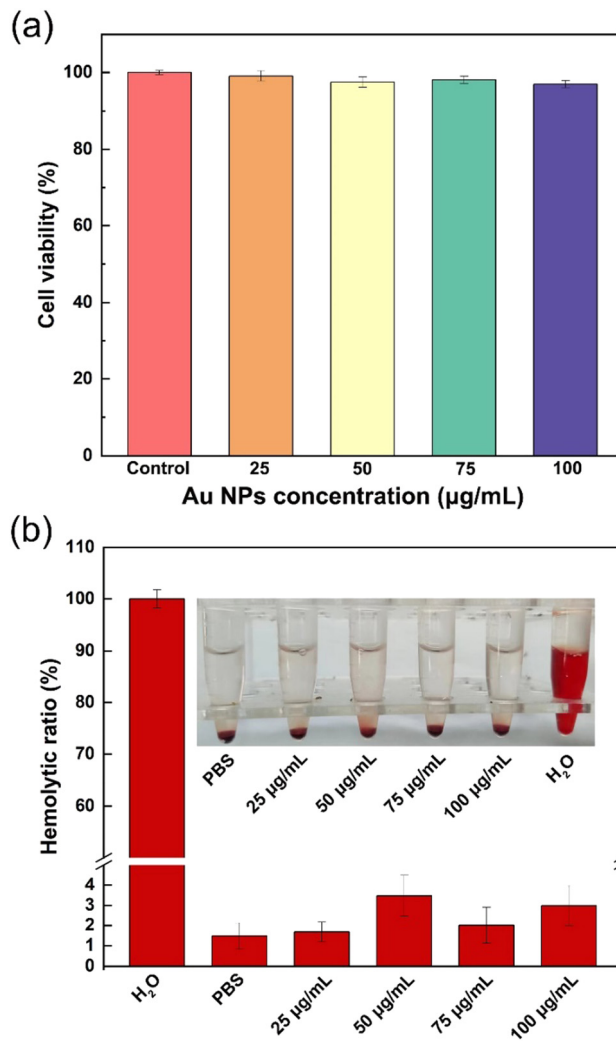 (a)
Cell viability (%)
100
80
60
40
20
0
Control 25 50 75 100
Au NPs concentration (µg/mL)
(b)
Hemolytic ratio (%)
110
100
90
80
70
60
4
3
2
1
0
PBS 25 µg/mL 50 µg/mL 75 µg/mL 100 µg/mL H₂O
H₂O PBS 25 µg/mL 50 µg/mL 75 µg/mL 100 µg/mL